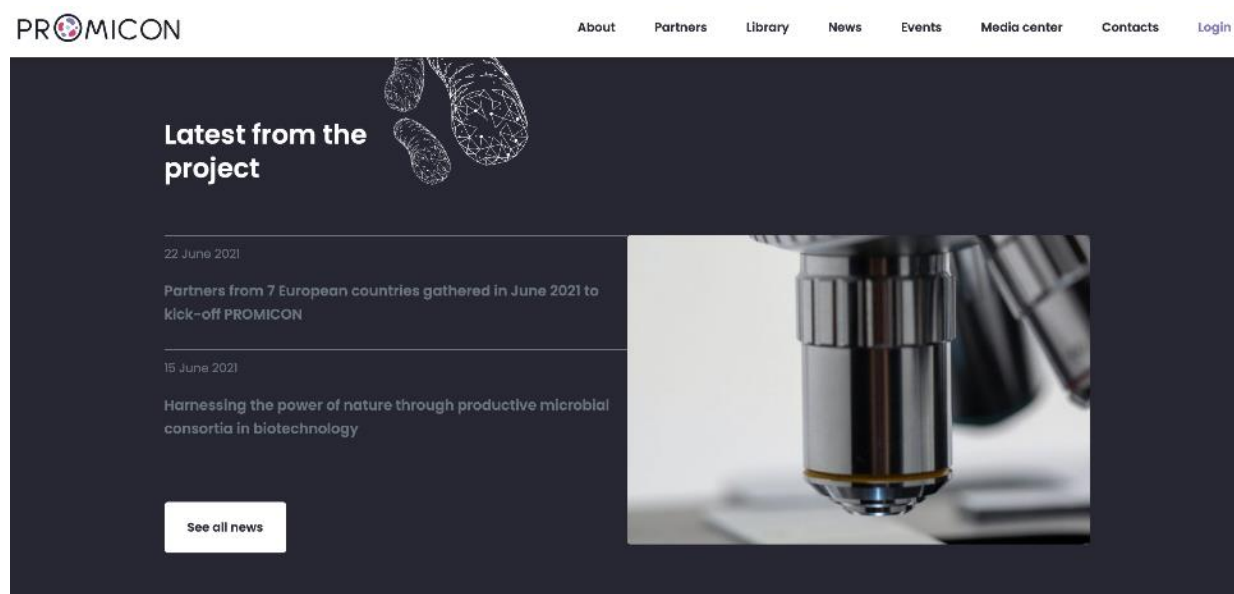 PROMICON
About Partners Library News Events Media center Contacts Login
Latest from the
project
22 June 2021
Partners from 7 European countries gathered in June 2021 to
kick-off PROMICON
15 June 2021
Harnessing the power of nature through productive microbial
consortia in biotechnology
See all news